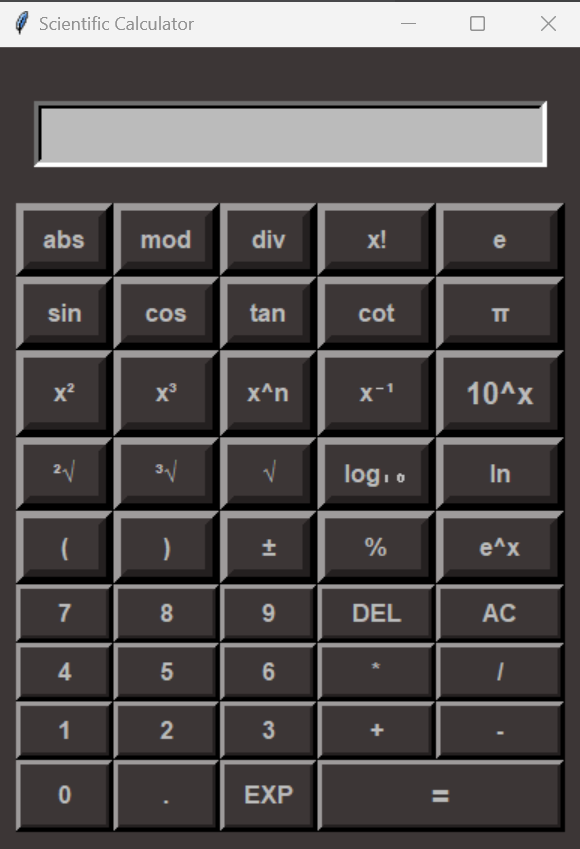 Scientific Calculator
abs mod div x! e
sin cos tan cot π
x² x³ x^n x⁻¹ 10^x
²√ ³√ √ log₁₀ ln
( ) ± % e^x
7 8 9 DEL AC
4 5 6 * /
1 2 3 + -
0 . EXP =